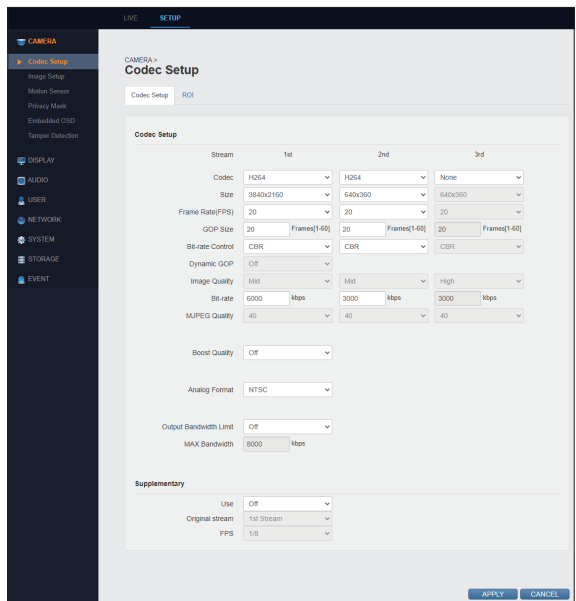 LIVE SETUP
CAMERA
Codec Setup
Image Setup
Motion Sensor
Privacy Mask
Embedded OSD
Tamper Detection
DISPLAY
AUDIO
USER
NETWORK
SYSTEM
STORAGE
EVENT
CAMERA >
Codec Setup
Codec Setup ROI
Codec Setup
Stream 1st 2nd 3rd
Codec H264 H264 None
Size 3840x2160 640x360 640x360
Frame Rate(FPS) 20 20 20
GOP Size 20 Frames[1-60] 20 Frames[1-60] 20 Frames[1-60]
Bit-rate Control CBR CBR CBR
Dynamic GOP Off
Image Quality Mid Mid High
Bit-rate 6000 kbps 3000 kbps 3000 kbps
MJPEG Quality 40 40 40
Boost Quality Off
Analog Format NTSC
Output Bandwidth Limit Off
MAX Bandwidth 8000 kbps
Supplementary
Use Off
Original stream 1st Stream
FPS 1/8
APPLY CANCEL